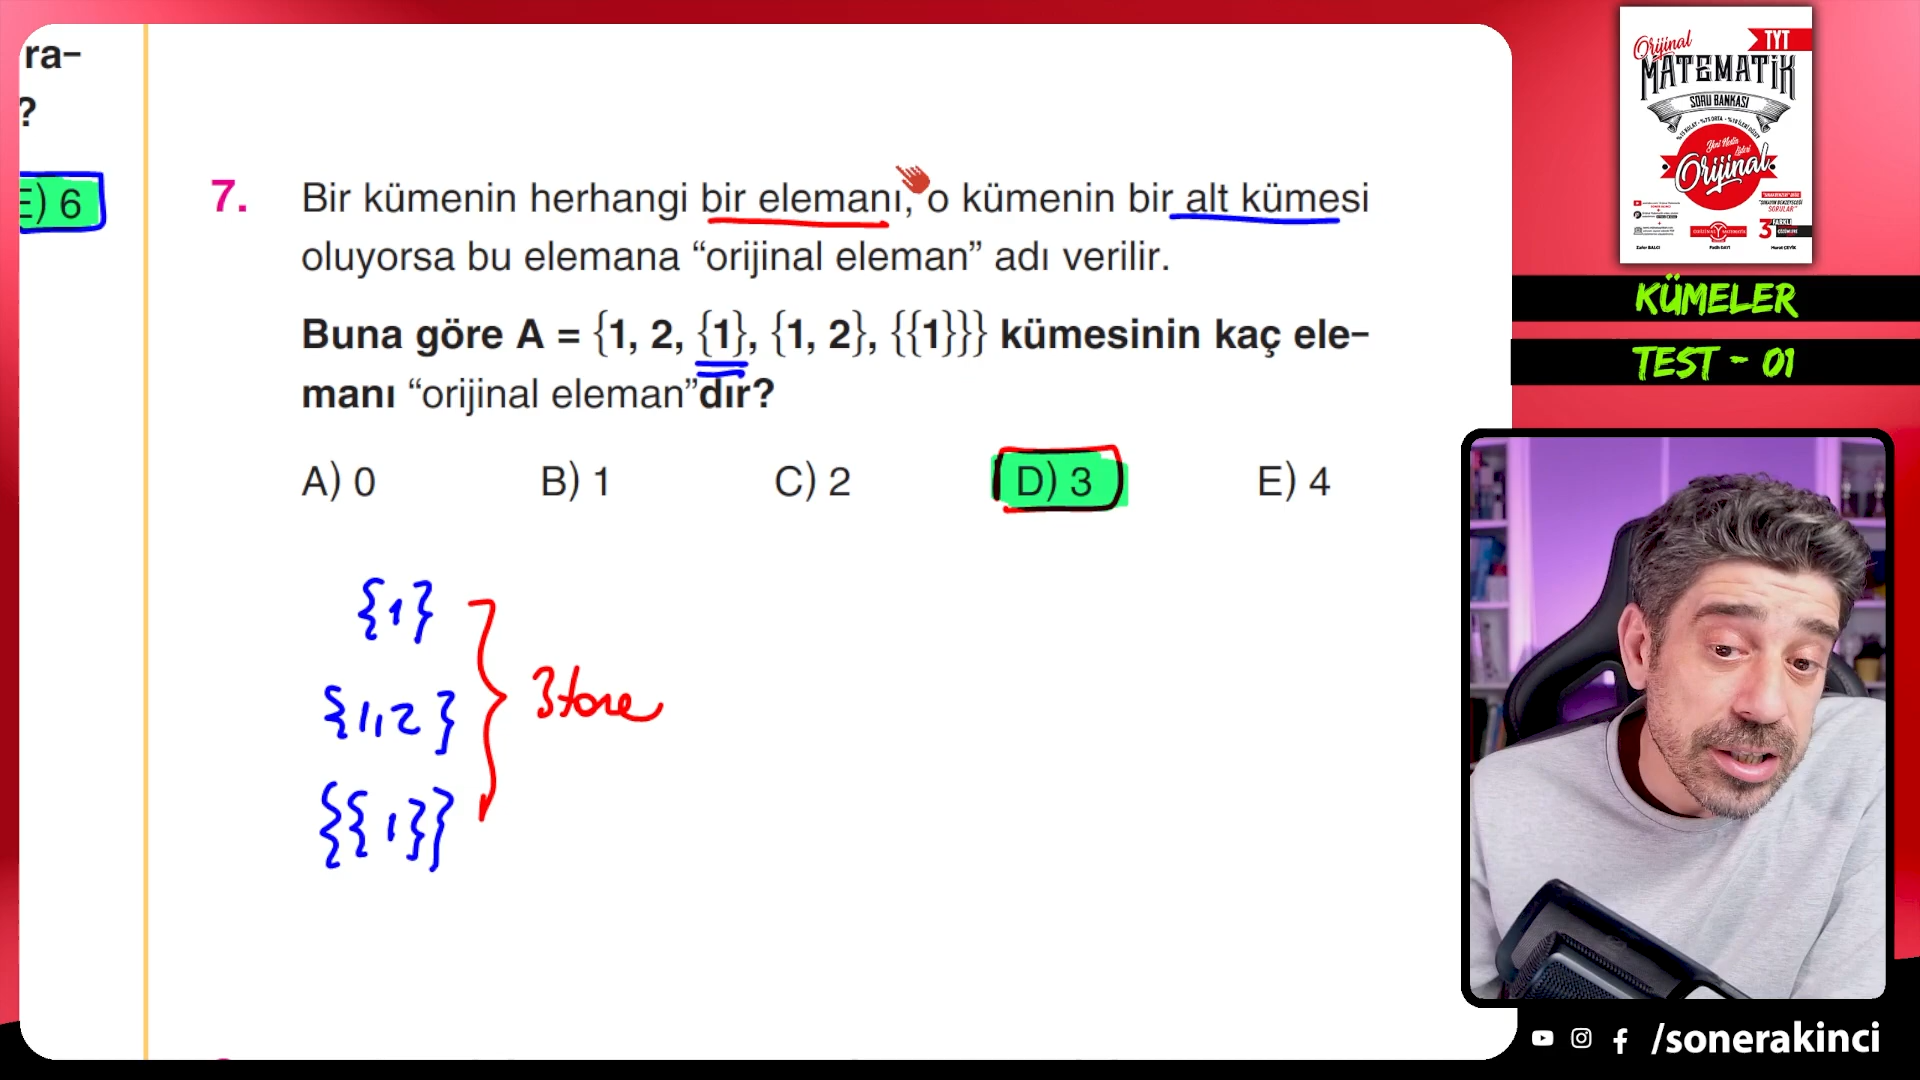 ra-
?
E) 6
7. Bir kümenin herhangi bir elemanı, o kümenin bir alt kümesi
oluyorsa bu elemana “orijinal eleman” adı verilir.
Buna göre A = {1, 2, {1}, {1, 2}, {{1}}} kümesinin kaç ele-
manı “orijinal eleman”dır?
A) 0 B) 1 C) 2 D) 3 E) 4
{1}
{1,2}
{{1}}
3 tane
Orijinal
TYT
MATEMATİK
SORU BANKASI
Yeni Nesle
Orijinal
KÜMELER
TEST - 01
/sonerakinci